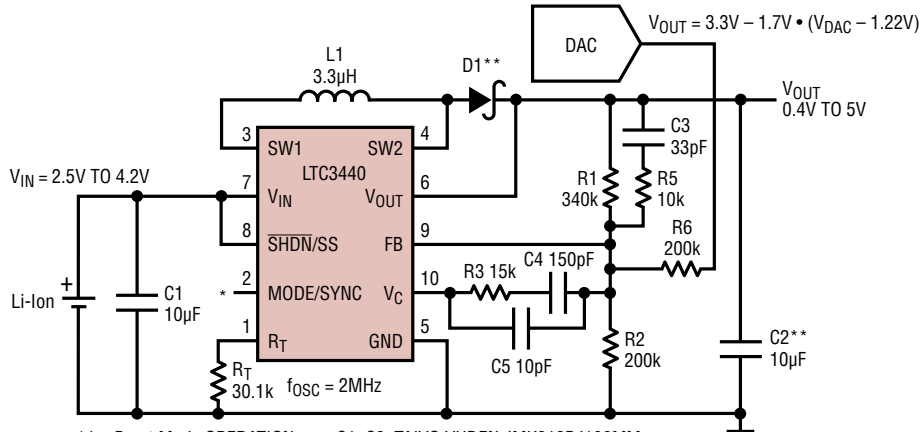 DAC
V_OUT = 3.3V – 1.7V • (V_DAC – 1.22V)
L1
3.3µH
D1**
V_OUT
0.4V TO 5V
3
4
SW1
SW2
LTC3440
C3
33pF
V_IN = 2.5V TO 4.2V
7
6
V_IN
V_OUT
R1
340k
R5
10k
8
9
SHDN/SS
FB
R6
200k
2
10
*
MODE/SYNC
V_C
R3 15k
C4 150pF
Li-Ion
+
C1
10µF
1
5
R_T
GND
C5 10pF
R2
200k
C2**
10µF
R_T
30.1k
f_OSC = 2MHz